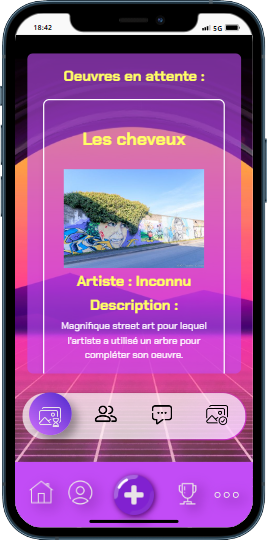 18:42
5G
Oeuvres en attente :
Les cheveux
Artiste : Inconnu
Description :
Magnifique street art pour lequel
l'artiste a utilisé un arbre pour
compléter son oeuvre.